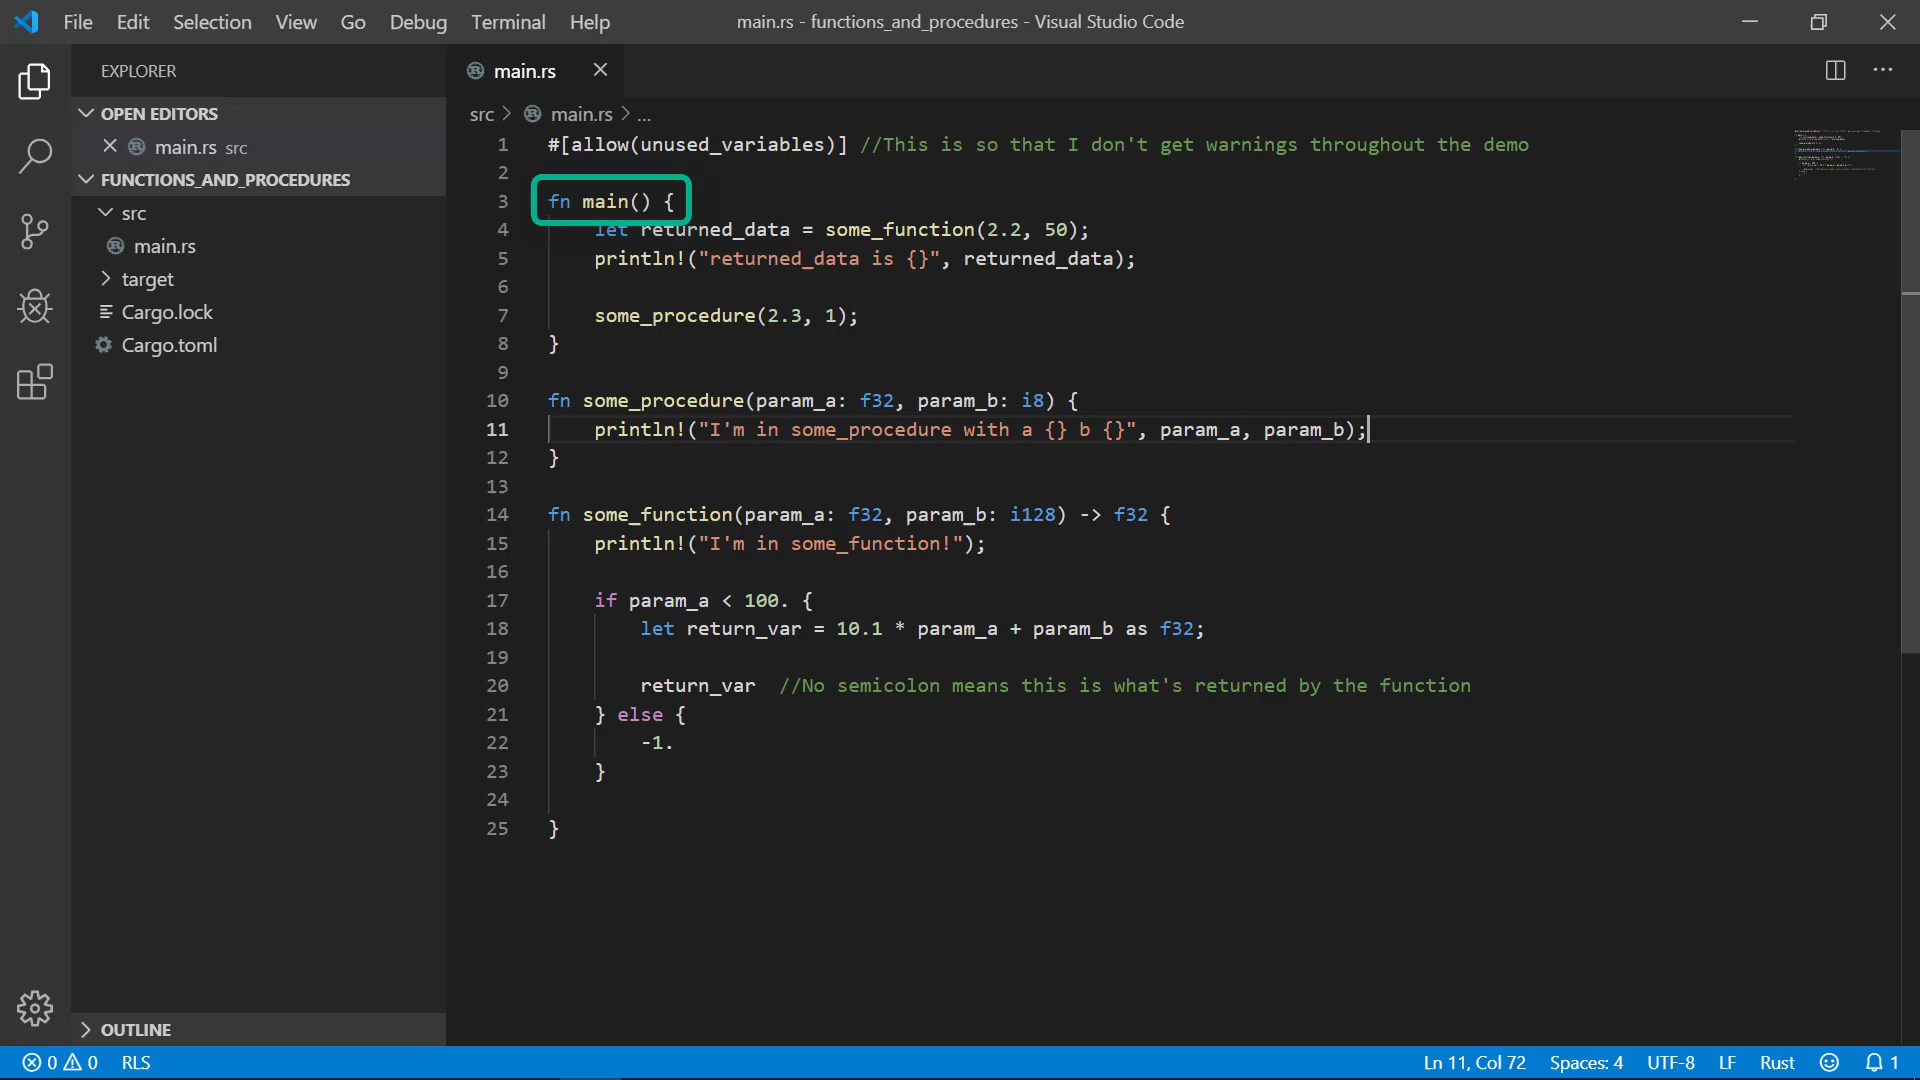 File Edit Selection View Go Debug Terminal Help main.rs - functions_and_procedures - Visual Studio Code
EXPLORER
OPEN EDITORS
main.rs src
FUNCTIONS_AND_PROCEDURES
src
main.rs
target
Cargo.lock
Cargo.toml
OUTLINE
main.rs
src > main.rs > ...
1 #[allow(unused_variables)] //This is so that I don't get warnings throughout the demo
2
3 fn main() {
4     let returned_data = some_function(2.2, 50);
5     println!("returned_data is {}", returned_data);
6
7     some_procedure(2.3, 1);
8 }
9
10 fn some_procedure(param_a: f32, param_b: i8) {
11     println!("I'm in some_procedure with a {} b {}", param_a, param_b);
12 }
13
14 fn some_function(param_a: f32, param_b: i128) -> f32 {
15     println!("I'm in some_function!");
16
17     if param_a < 100. {
18         let return_var = 10.1 * param_a + param_b as f32;
19
20         return_var  //No semicolon means this is what's returned by the function
21     } else {
22         -1.
23     }
24
25 }
0 0 RLS Ln 11, Col 72 Spaces: 4 UTF-8 LF Rust 1